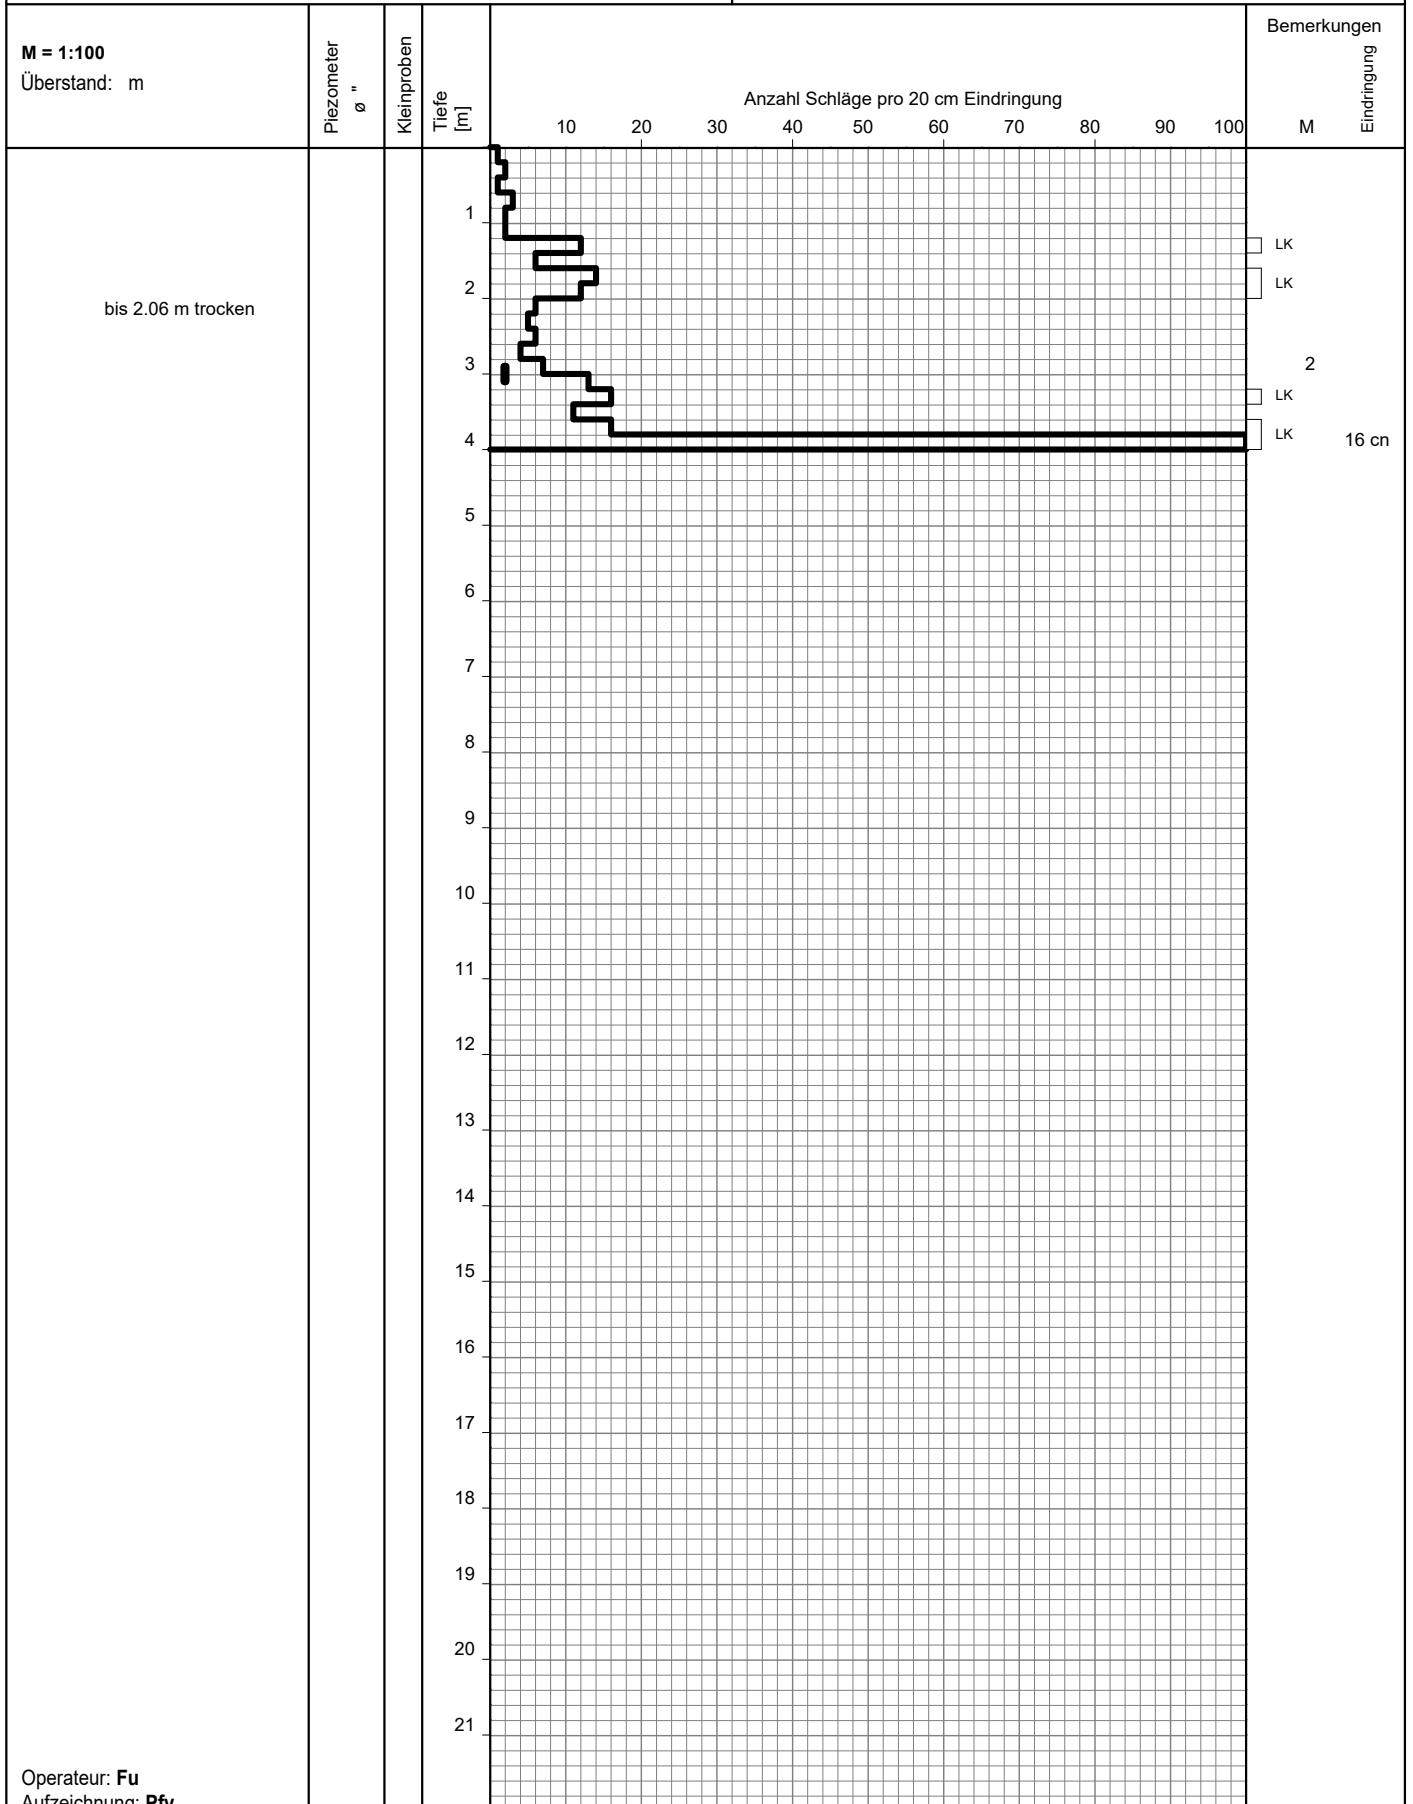 M = 1:100
Überstand: m
Piezometer
ø "
Kleinproben
Tiefe
[m]
Anzahl Schläge pro 20 cm Eindringung
10 20 30 40 50 60 70 80 90 100
Bemerkungen
M
Eindringung
1
LK
LK
2
bis 2.06 m trocken
3
2
LK
LK
4
16 cn
5
6
7
8
9
10
11
12
13
14
15
16
17
18
19
20
21
Operateur: Fu
Aufzeichnung: Pfy